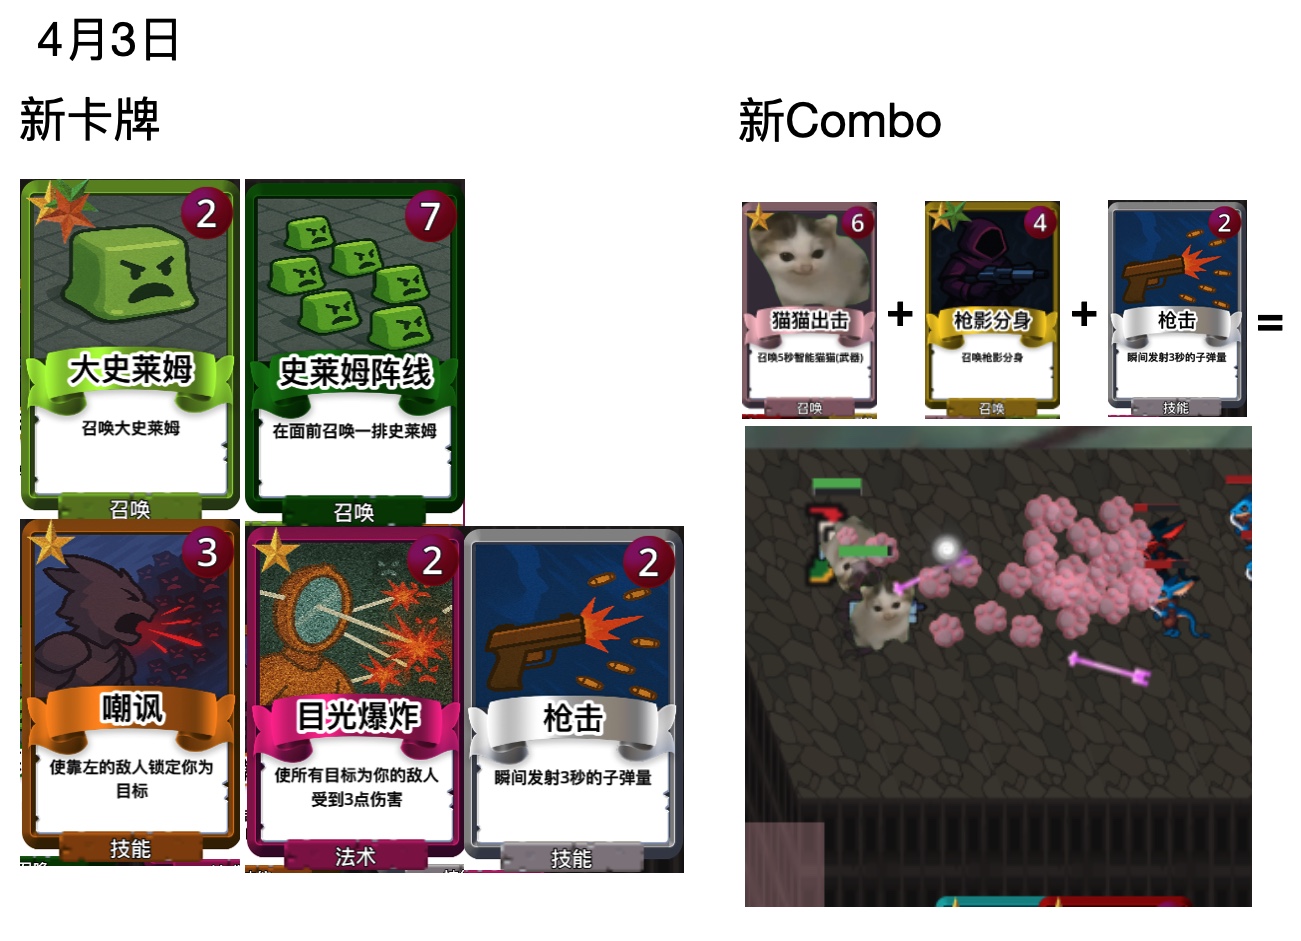 4月3日
新卡牌
新Combo
2
大史莱姆
召唤大史莱姆
召唤
7
史莱姆阵线
在面前召唤一排史莱姆
召唤
3
嘲讽
使靠左的敌人锁定你为
目标
技能
2
目光爆炸
使所有目标为你的敌人
受到3点伤害
法术
2
枪击
瞬间发射3秒的子弹量
技能
6
猫猫出击
召唤5秒智能猫猫(武器)
召唤
+
4
枪影分身
召唤枪影分身
召唤
+
2
枪击
瞬间发射3秒的子弹量
技能
=